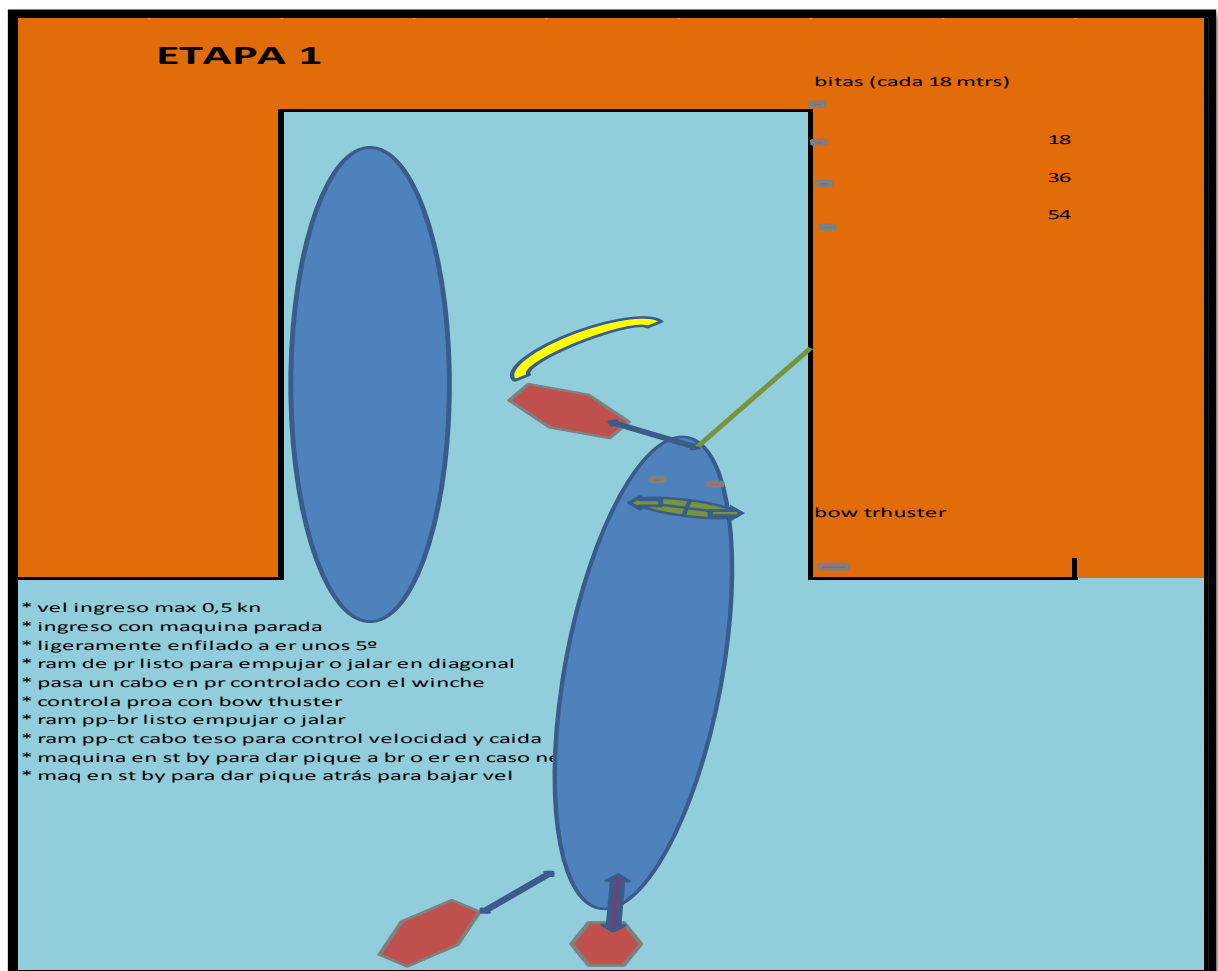 ETAPA 1
bitas (cada 18 mtrs)
18
36
54
bow trhuster
* vel ingreso max 0,5 kn
* ingreso con maquina parada
* ligeramente enfilado a er unos 5º
* ram de pr listo para empujar o jalar en diagonal
* pasa un cabo en pr controlado con el winche
* controla proa con bow thuster
* ram pp-br listo empujar o jalar
* ram pp-ct cabo teso para control velocidad y caida
* maquina en st by para dar pique a br o er en caso ne
* maq en st by para dar pique atrás para bajar vel